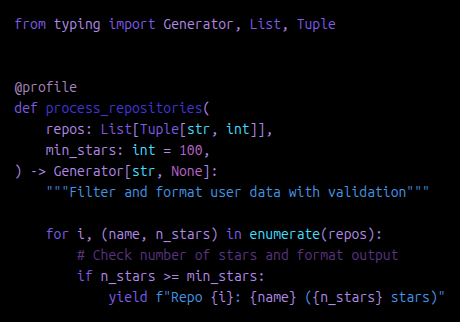 from typing import Generator, List, Tuple
@profile
def process_repositories(
    repos: List[Tuple[str, int]],
    min_stars: int = 100,
) -> Generator[str, None]:
    """Filter and format user data with validation"""
    for i, (name, n_stars) in enumerate(repos):
        # Check number of stars and format output
        if n_stars >= min_stars:
            yield f"Repo {i}: {name} ({n_stars} stars)"